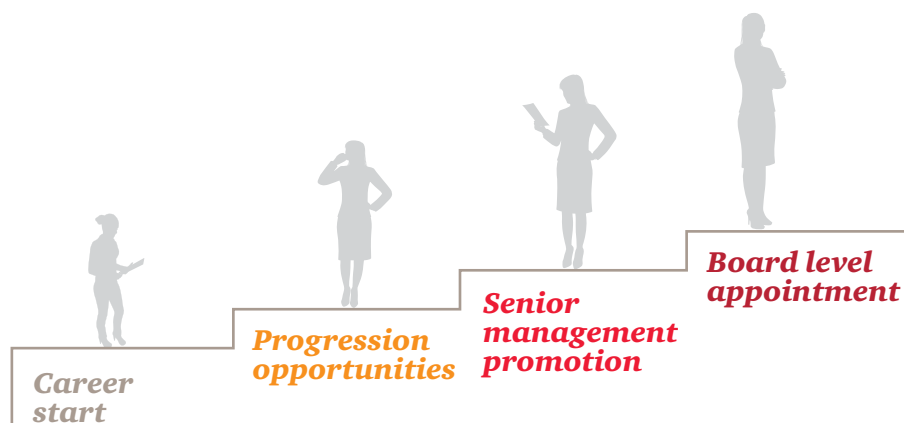 Career
start
Progression
opportunities
Senior
management
promotion
Board level
appointment